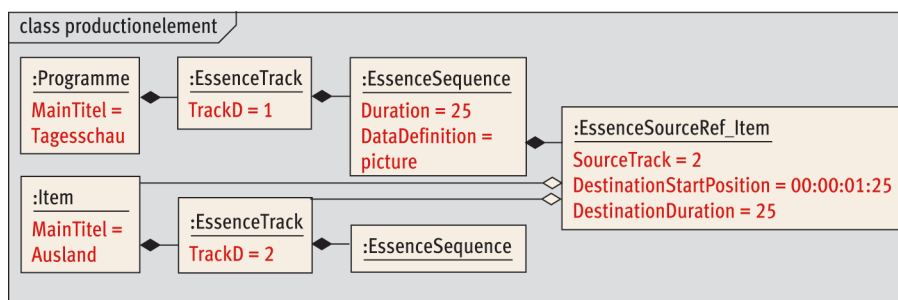 class productionelement
:Programme
MainTitel =
Tagesschau
:EssenceTrack
TrackD = 1
:EssenceSequence
Duration = 25
DataDefinition =
picture
:EssenceSourceRef_Item
SourceTrack = 2
DestinationStartPosition = 00:00:01:25
DestinationDuration = 25
:Item
MainTitel =
Ausland
:EssenceTrack
TrackD = 2
:EssenceSequence